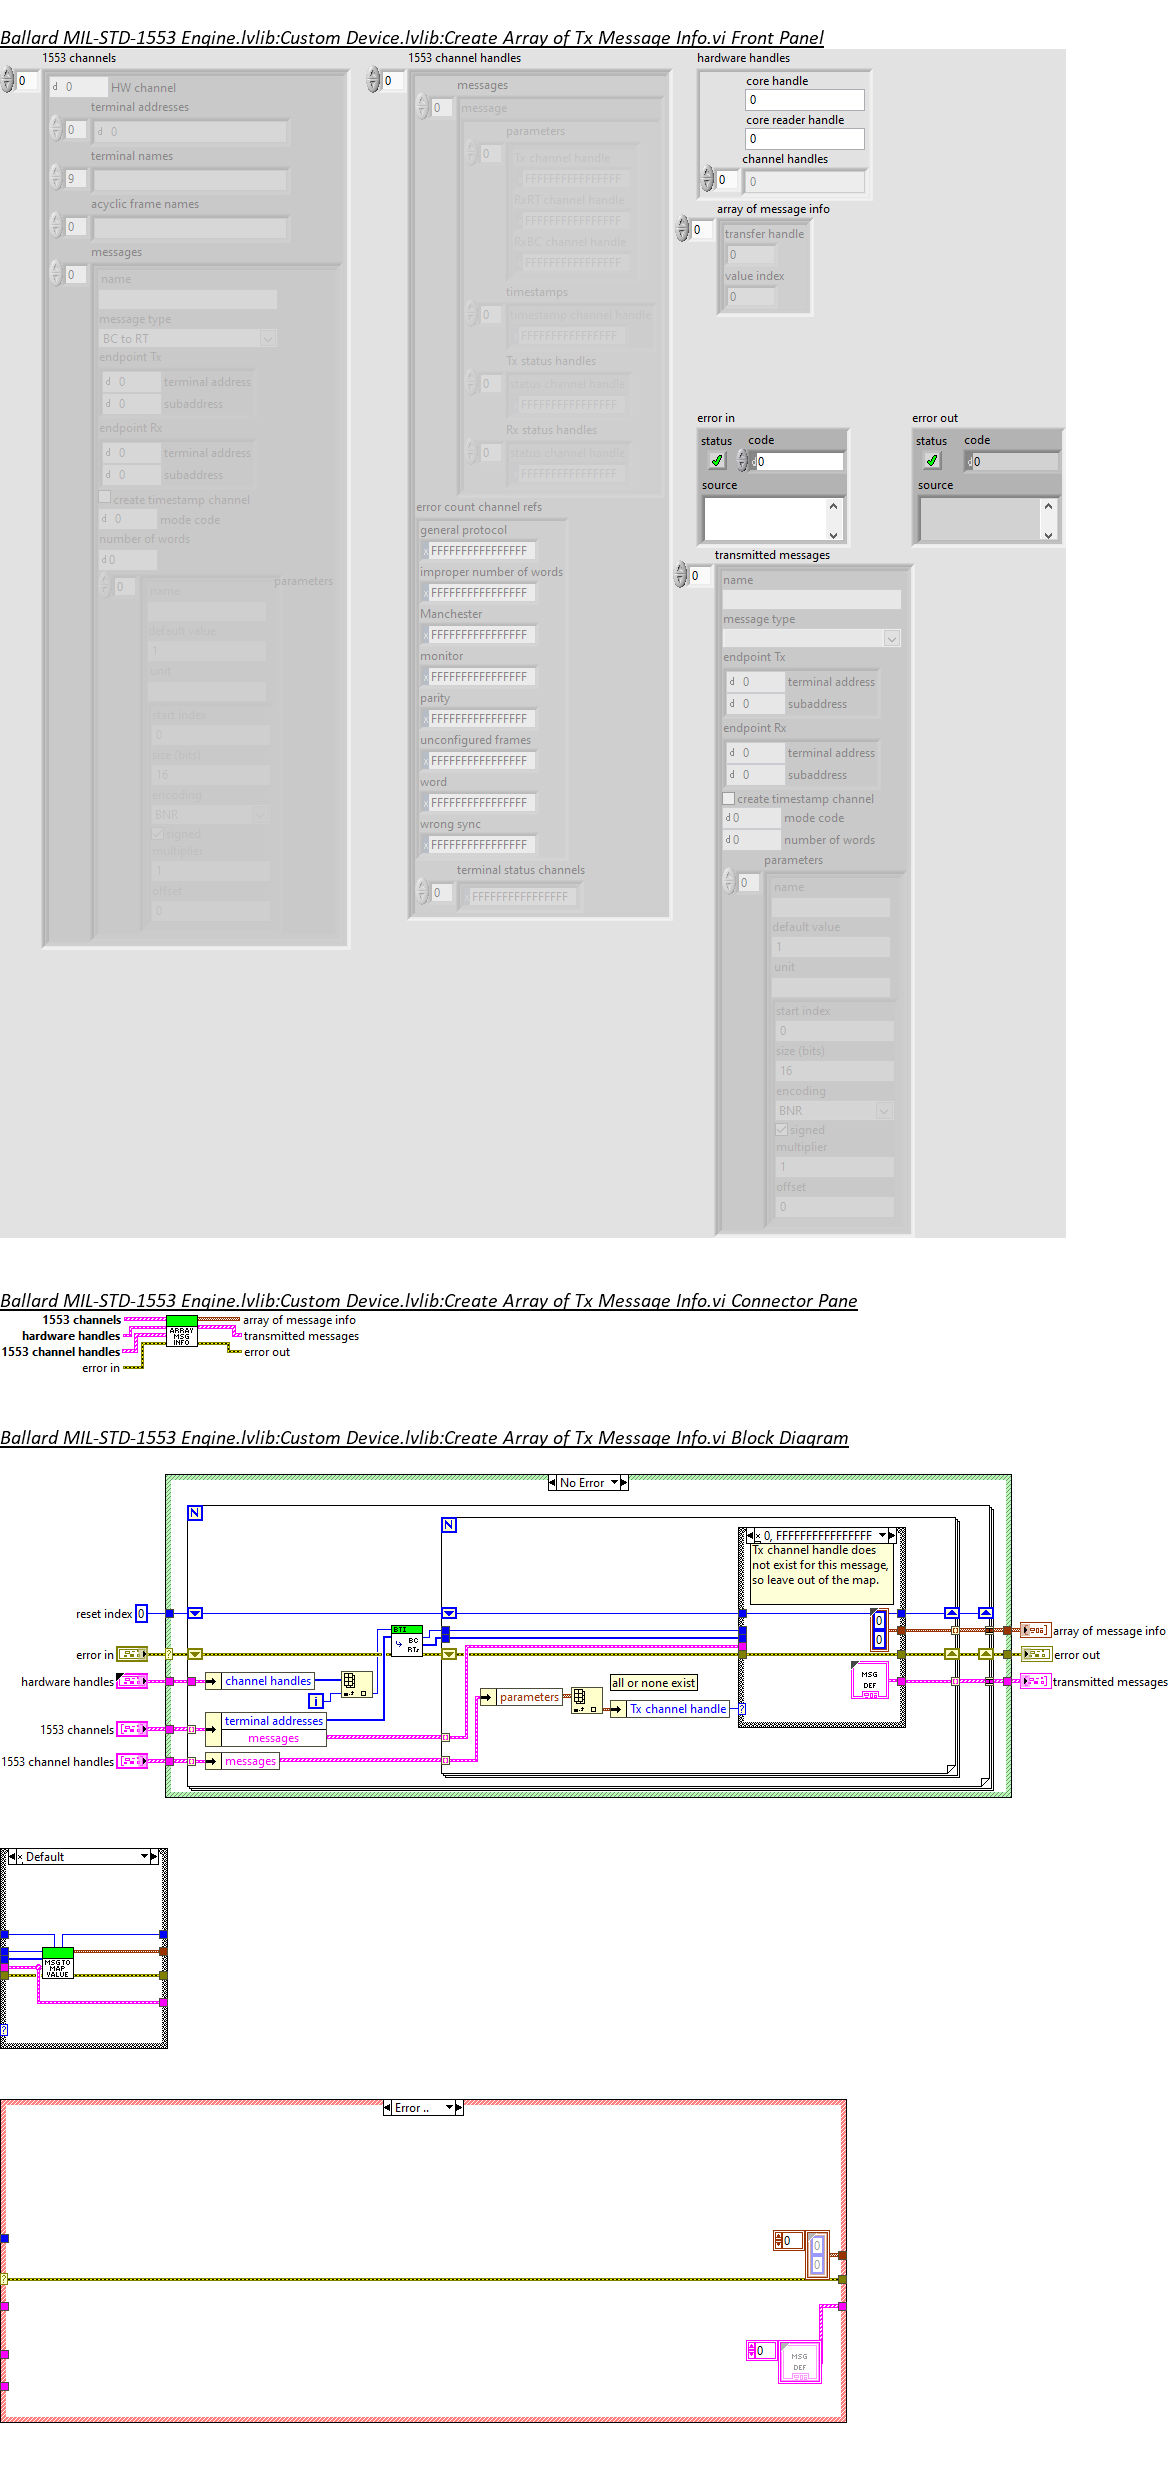 Ballard MIL-STD-1553 Engine.lvlib:Custom Device.lvlib:Create Array of Tx Message Info.vi Front Panel
1553 channels
0
d 0 HW channel
terminal addresses
0 d 0
terminal names
9
acyclic frame names
0
messages
0
name
message type
BC to RT
endpoint Tx
d 0 terminal address
d 0 subaddress
endpoint Rx
d 0 terminal address
d 0 subaddress
create timestamp channel
d 0 mode code
number of words
d 0
0 parameters
name
default value
1
unit
start index
0
size (bits)
16
encoding
BNR
signed
multiplier
1
offset
0
1553 channel handles
0
messages
0 message
parameters
0 Tx channel handle
FFFFFFFFFFFFFFFF
RxRT channel handle
FFFFFFFFFFFFFFFF
RxBC channel handle
FFFFFFFFFFFFFFFF
timestamps
0 timestamp channel handle
FFFFFFFFFFFFFFFF
Tx status handles
0 status channel handle
FFFFFFFFFFFFFFFF
Rx status handles
0 status channel handle
FFFFFFFFFFFFFFFF
error count channel refs
general protocol
x FFFFFFFFFFFFFFFF
improper number of words
x FFFFFFFFFFFFFFFF
Manchester
x FFFFFFFFFFFFFFFF
monitor
x FFFFFFFFFFFFFFFF
parity
x FFFFFFFFFFFFFFFF
unconfigured frames
x FFFFFFFFFFFFFFFF
word
x FFFFFFFFFFFFFFFF
wrong sync
x FFFFFFFFFFFFFFFF
terminal status channels
0 x FFFFFFFFFFFFFFFF
hardware handles
core handle
0
core reader handle
0
channel handles
0 0
array of message info
0
transfer handle
0
value index
0
error in
status code
d 0
source
error out
status code
d 0
source
transmitted messages
0
name
message type
endpoint Tx
d 0 terminal address
d 0 subaddress
endpoint Rx
d 0 terminal address
d 0 subaddress
create timestamp channel
d 0 mode code
d 0 number of words
parameters
0
name
default value
1
unit
start index
0
size (bits)
16
encoding
BNR
signed
multiplier
1
offset
0
Ballard MIL-STD-1553 Engine.lvlib:Custom Device.lvlib:Create Array of Tx Message Info.vi Connector Pane
1553 channels
hardware handles
1553 channel handles
error in
ARRAY
MSG
INFO
array of message info
transmitted messages
error out
Ballard MIL-STD-1553 Engine.lvlib:Custom Device.lvlib:Create Array of Tx Message Info.vi Block Diagram
No Error
N
N
x 0, FFFFFFFFFFFFFFFF
Tx channel handle does
not exist for this message,
so leave out of the map.
reset index 0
error in
hardware handles
1553 channels
1553 channel handles
channel handles
i
terminal addresses
messages
messages
BTI
BC
RTs
parameters
all or none exist
Tx channel handle
?
?
0
0
MSG
DEF
array of message info
error out
transmitted messages
x Default
MSG TO
MAP
VALUE
?
Error ..
?
0
0
0
0
MSG
DEF